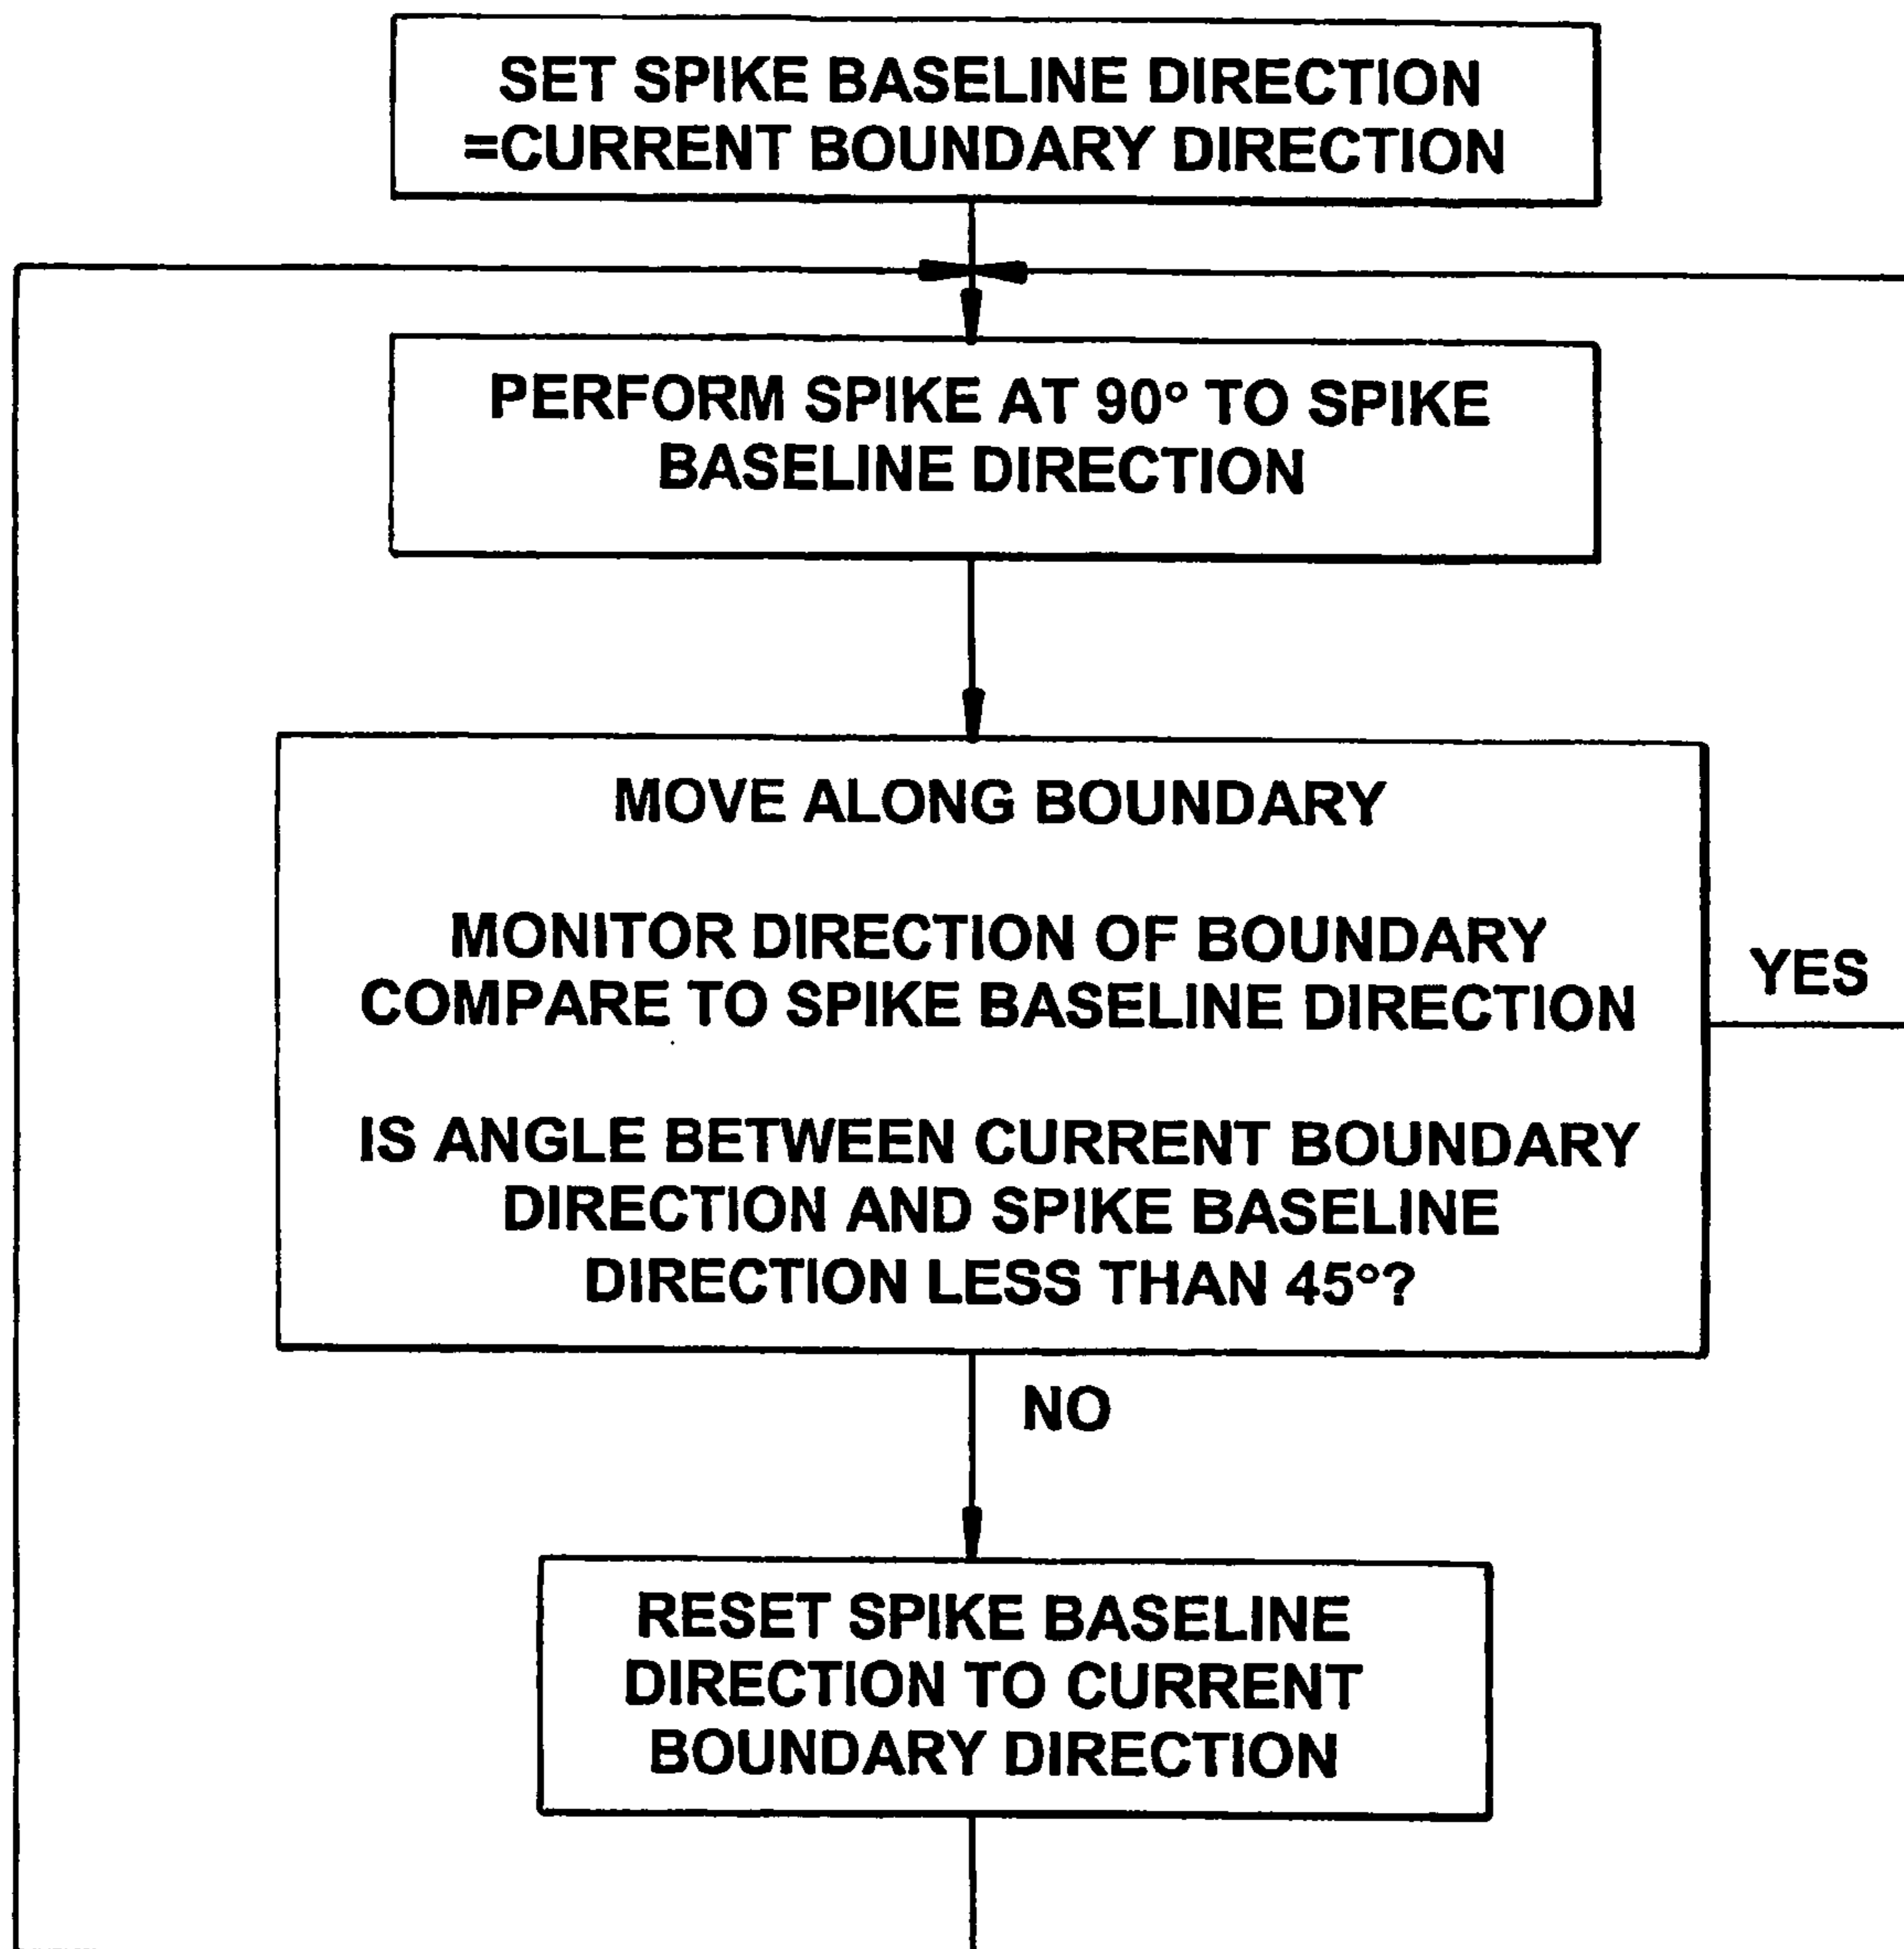 SET SPIKE BASELINE DIRECTION
=CURRENT BOUNDARY DIRECTION
PERFORM SPIKE AT 90° TO SPIKE
BASELINE DIRECTION
MOVE ALONG BOUNDARY
MONITOR DIRECTION OF BOUNDARY
COMPARE TO SPIKE BASELINE DIRECTION
YES
IS ANGLE BETWEEN CURRENT BOUNDARY
DIRECTION AND SPIKE BASELINE
DIRECTION LESS THAN 45°?
NO
RESET SPIKE BASELINE
DIRECTION TO CURRENT
BOUNDARY DIRECTION